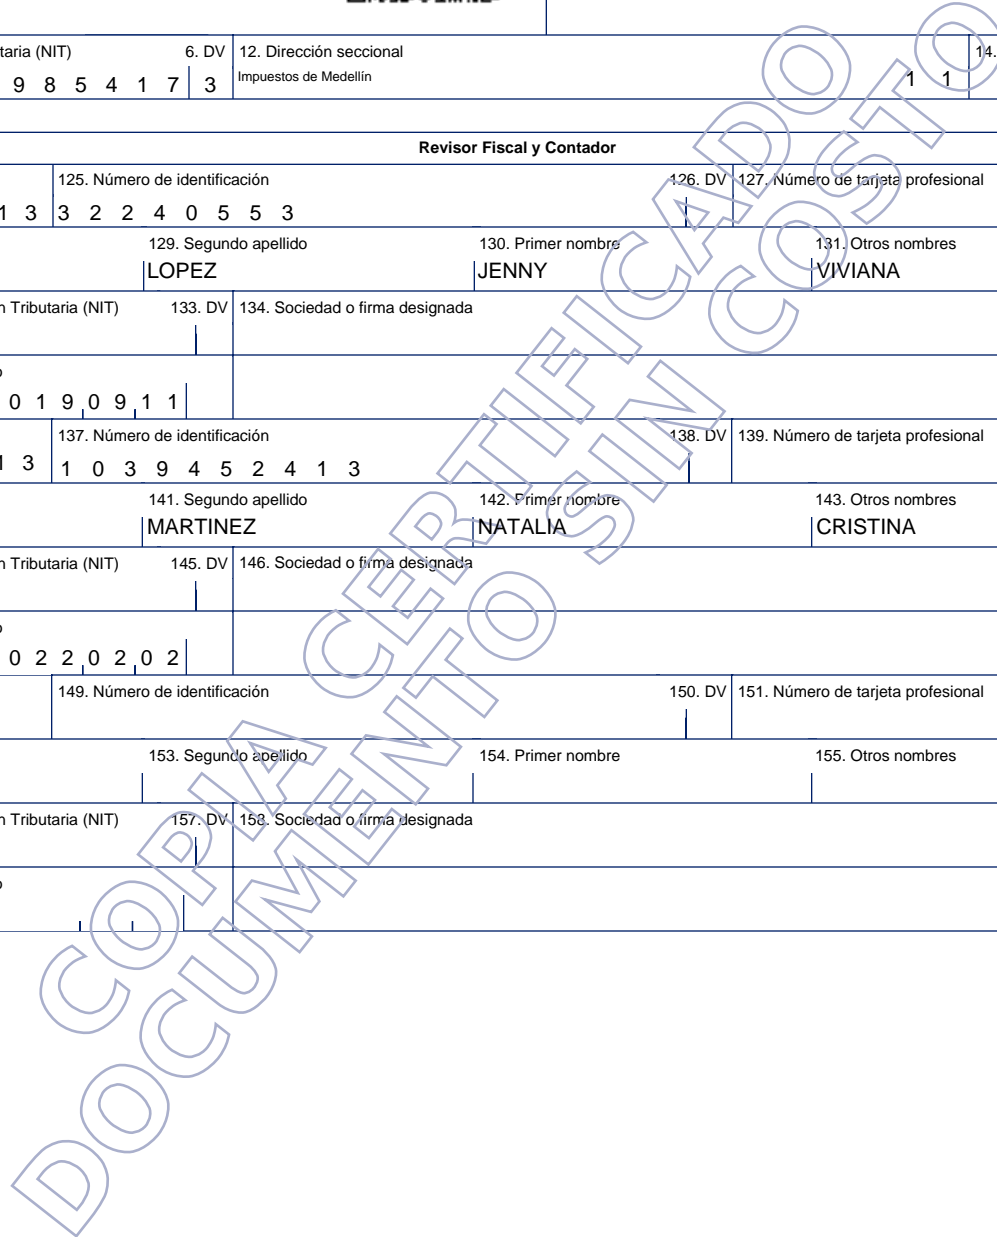 taria (NIT) 6. DV 12. Dirección seccional 14.
9 8 5 4 1 7 3 Impuestos de Medellín 1 1
Revisor Fiscal y Contador
125. Número de identificación 126. DV 127. Número de tarjeta profesional
1 3 3 2 2 4 0 5 5 3
129. Segundo apellido 130. Primer nombre 131. Otros nombres
LOPEZ JENNY VIVIANA
n Tributaria (NIT) 133. DV 134. Sociedad o firma designada
o
0 1 9 0 9 1 1
137. Número de identificación 138. DV 139. Número de tarjeta profesional
1 3 1 0 3 9 4 5 2 4 1 3
141. Segundo apellido 142. Primer nombre 143. Otros nombres
MARTINEZ NATALIA CRISTINA
n Tributaria (NIT) 145. DV 146. Sociedad o firma designada
o
0 2 2 0 2 0 2
149. Número de identificación 150. DV 151. Número de tarjeta profesional
153. Segundo apellido 154. Primer nombre 155. Otros nombres
n Tributaria (NIT) 157. DV 158. Sociedad o firma designada
o
COPIA CERTIFICADO
DOCUMENTO SIN COSTO